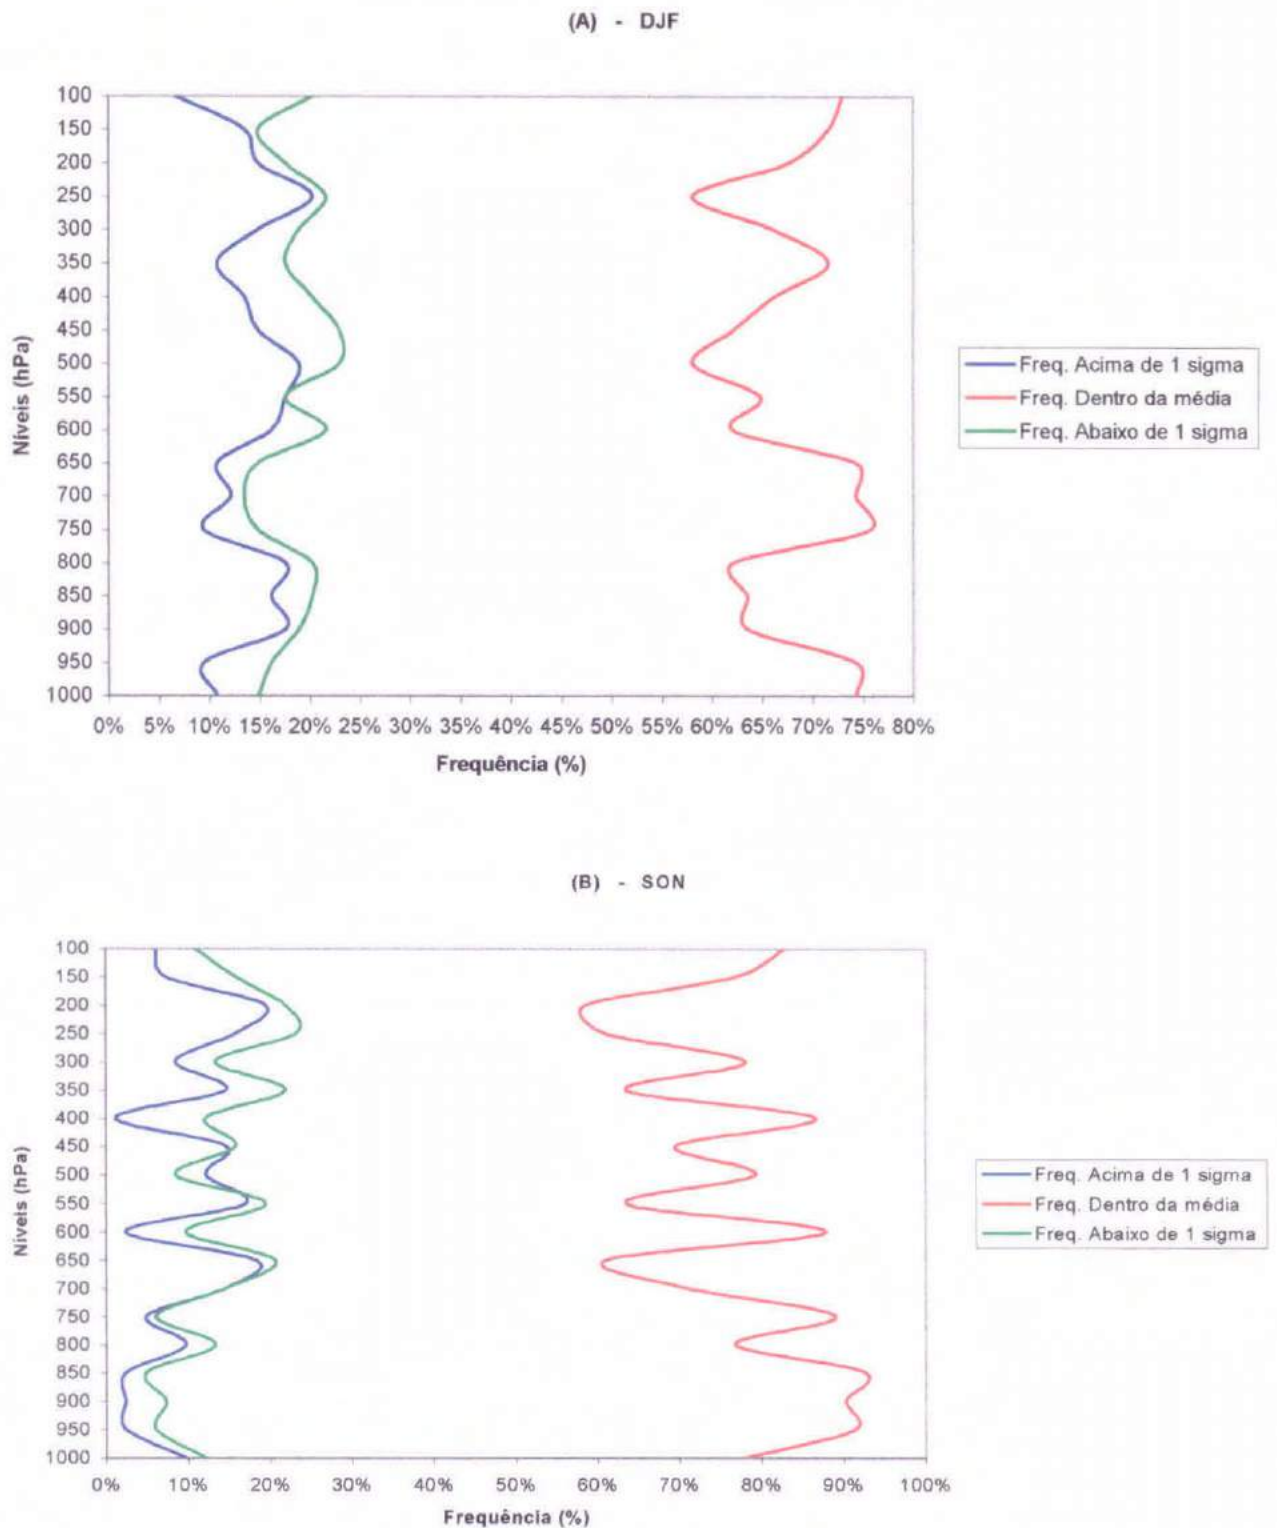 (A) - DJF
100
150
200
250
300
350
400
450
500
550
600
650
700
750
800
850
900
950
1000
Níveis (hPa)
0% 5% 10% 15% 20% 25% 30% 35% 40% 45% 50% 55% 60% 65% 70% 75% 80%
Frequência (%)
Freq. Acima de 1 sigma
Freq. Dentro da média
Freq. Abaixo de 1 sigma
(B) - SON
100
150
200
250
300
350
400
450
500
550
600
650
700
750
800
850
900
950
1000
Níveis (hPa)
0% 10% 20% 30% 40% 50% 60% 70% 80% 90% 100%
Frequência (%)
Freq. Acima de 1 sigma
Freq. Dentro da média
Freq. Abaixo de 1 sigma